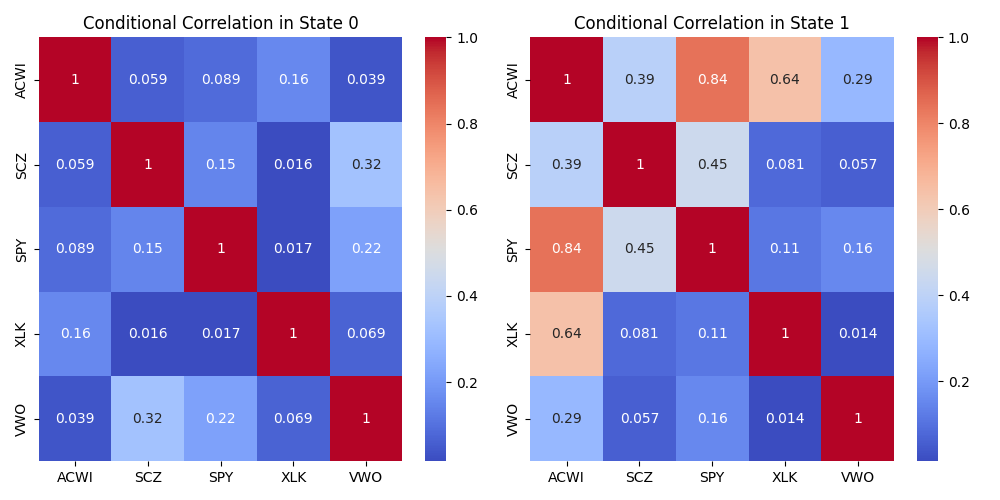 Conditional Correlation in State 0
ACWI 1 0.059 0.089 0.16 0.039
SCZ 0.059 1 0.15 0.016 0.32
SPY 0.089 0.15 1 0.017 0.22
XLK 0.16 0.016 0.017 1 0.069
VWO 0.039 0.32 0.22 0.069 1
ACWI SCZ SPY XLK VWO
1.0
0.8
0.6
0.4
0.2
Conditional Correlation in State 1
ACWI 1 0.39 0.84 0.64 0.29
SCZ 0.39 1 0.45 0.081 0.057
SPY 0.84 0.45 1 0.11 0.16
XLK 0.64 0.081 0.11 1 0.014
VWO 0.29 0.057 0.16 0.014 1
ACWI SCZ SPY XLK VWO
1.0
0.8
0.6
0.4
0.2